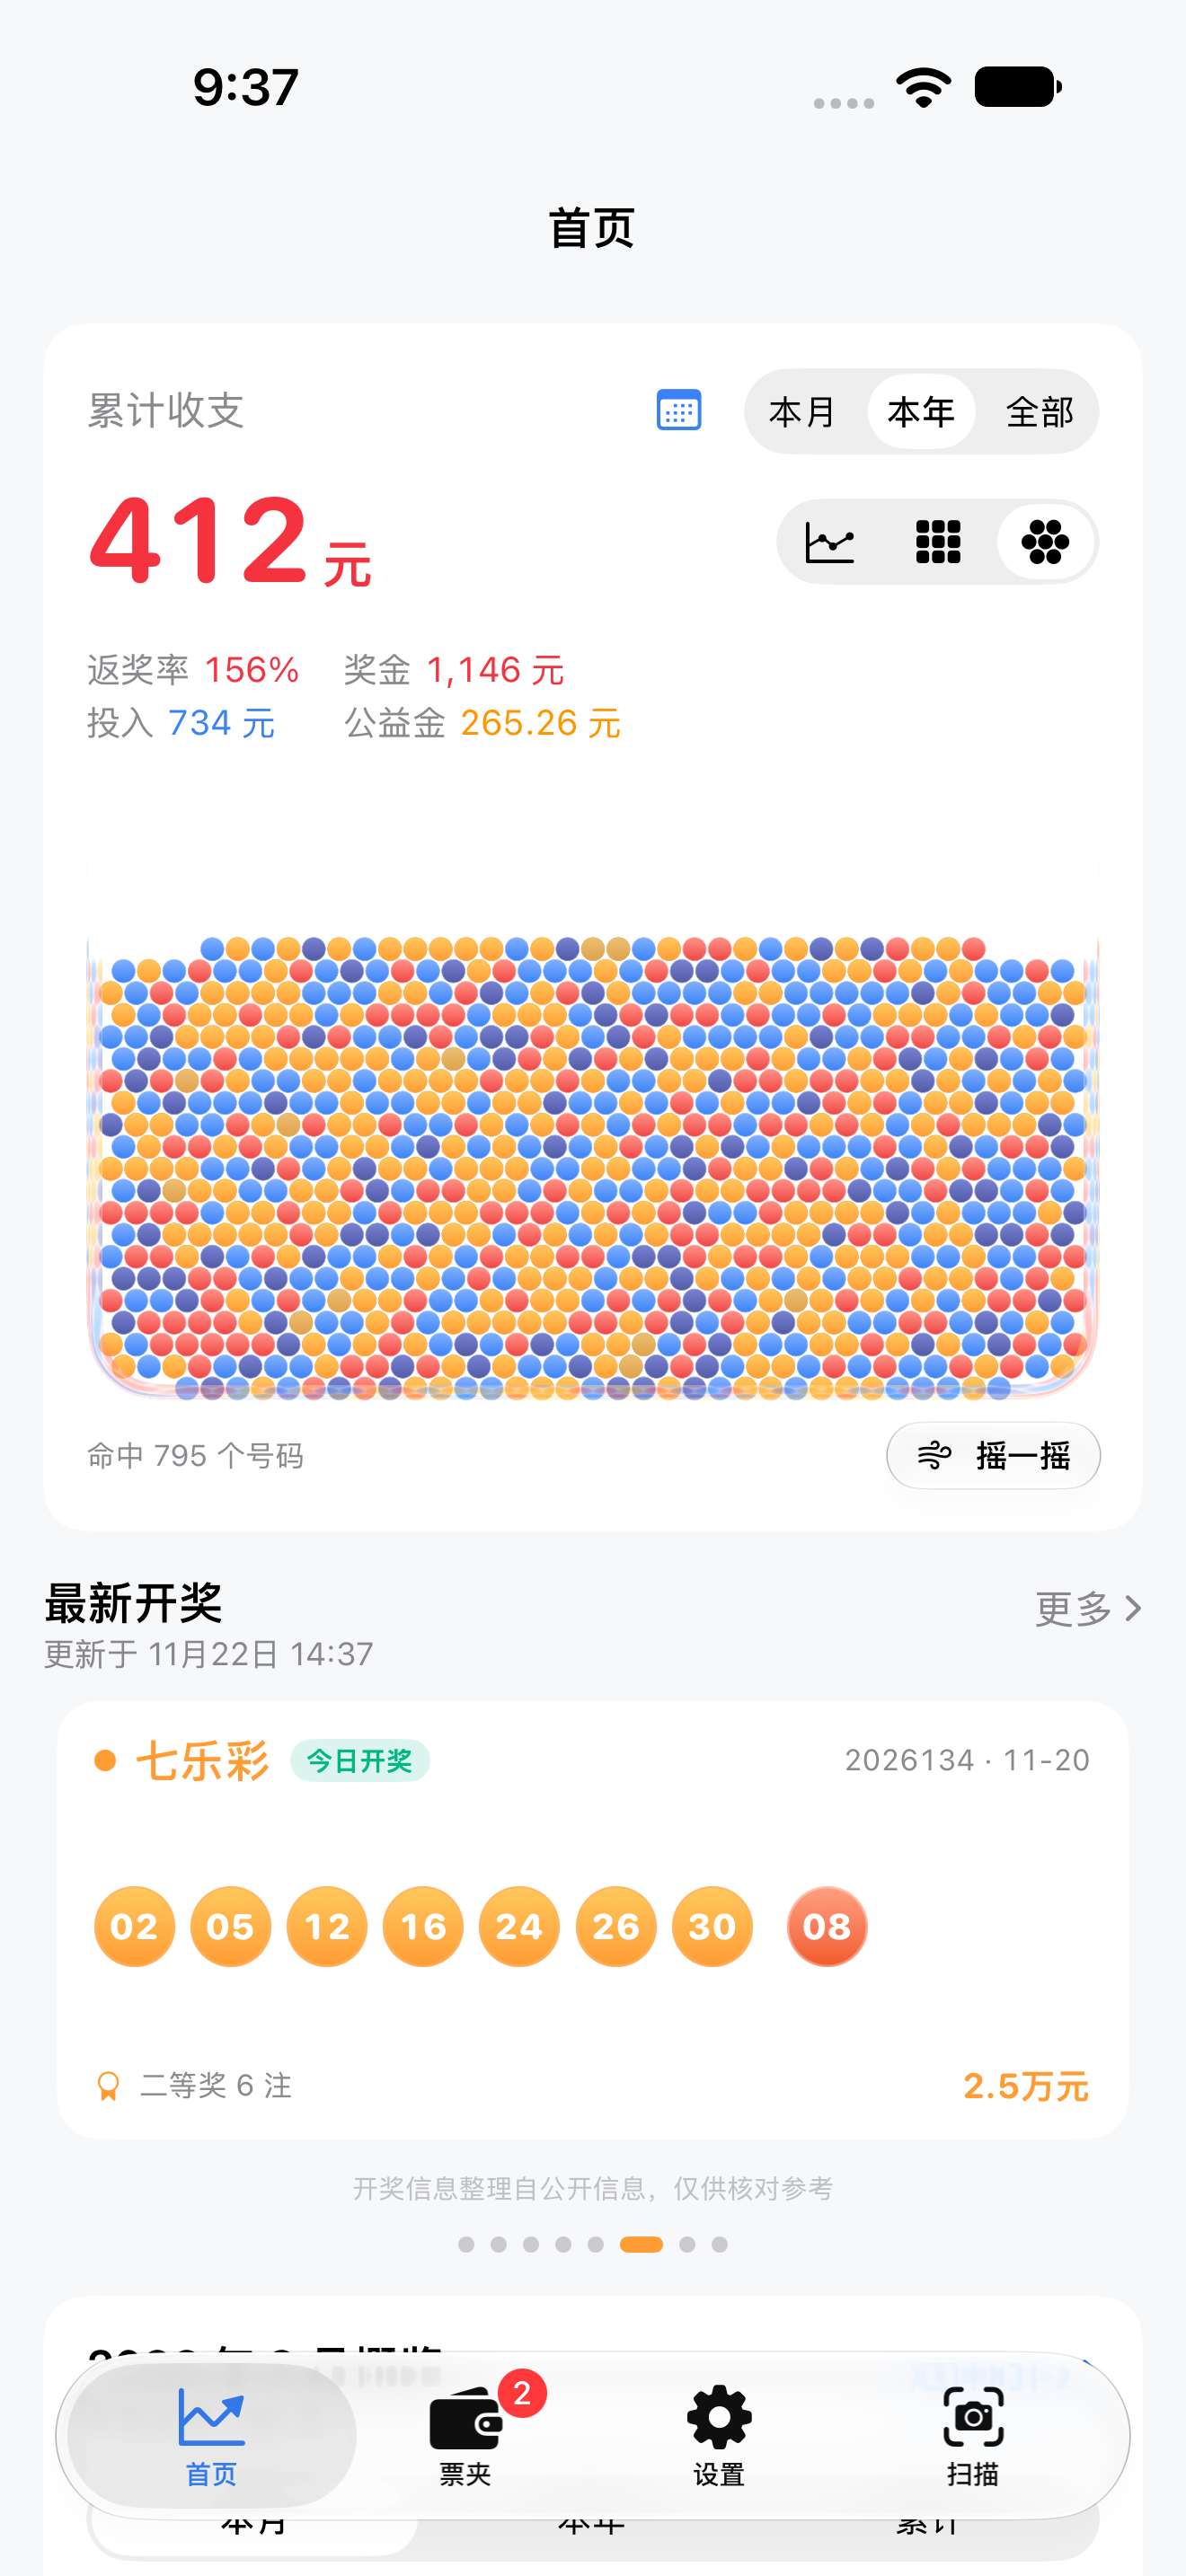 9:37
首页
累计收支
本月 本年 全部
412 元
返奖率 156% 奖金 1,146 元
投入 734 元 公益金 265.26 元
命中 795 个号码
摇一摇
最新开奖
更多
更新于 11月22日 14:37
七乐彩 今日开奖 2026134 · 11-20
02 05 12 16 24 26 30 08
二等奖 6 注 2.5万元
开奖信息整理自公开信息，仅供核对参考
2
首页 票夹 设置 扫描
本月 本年 累计